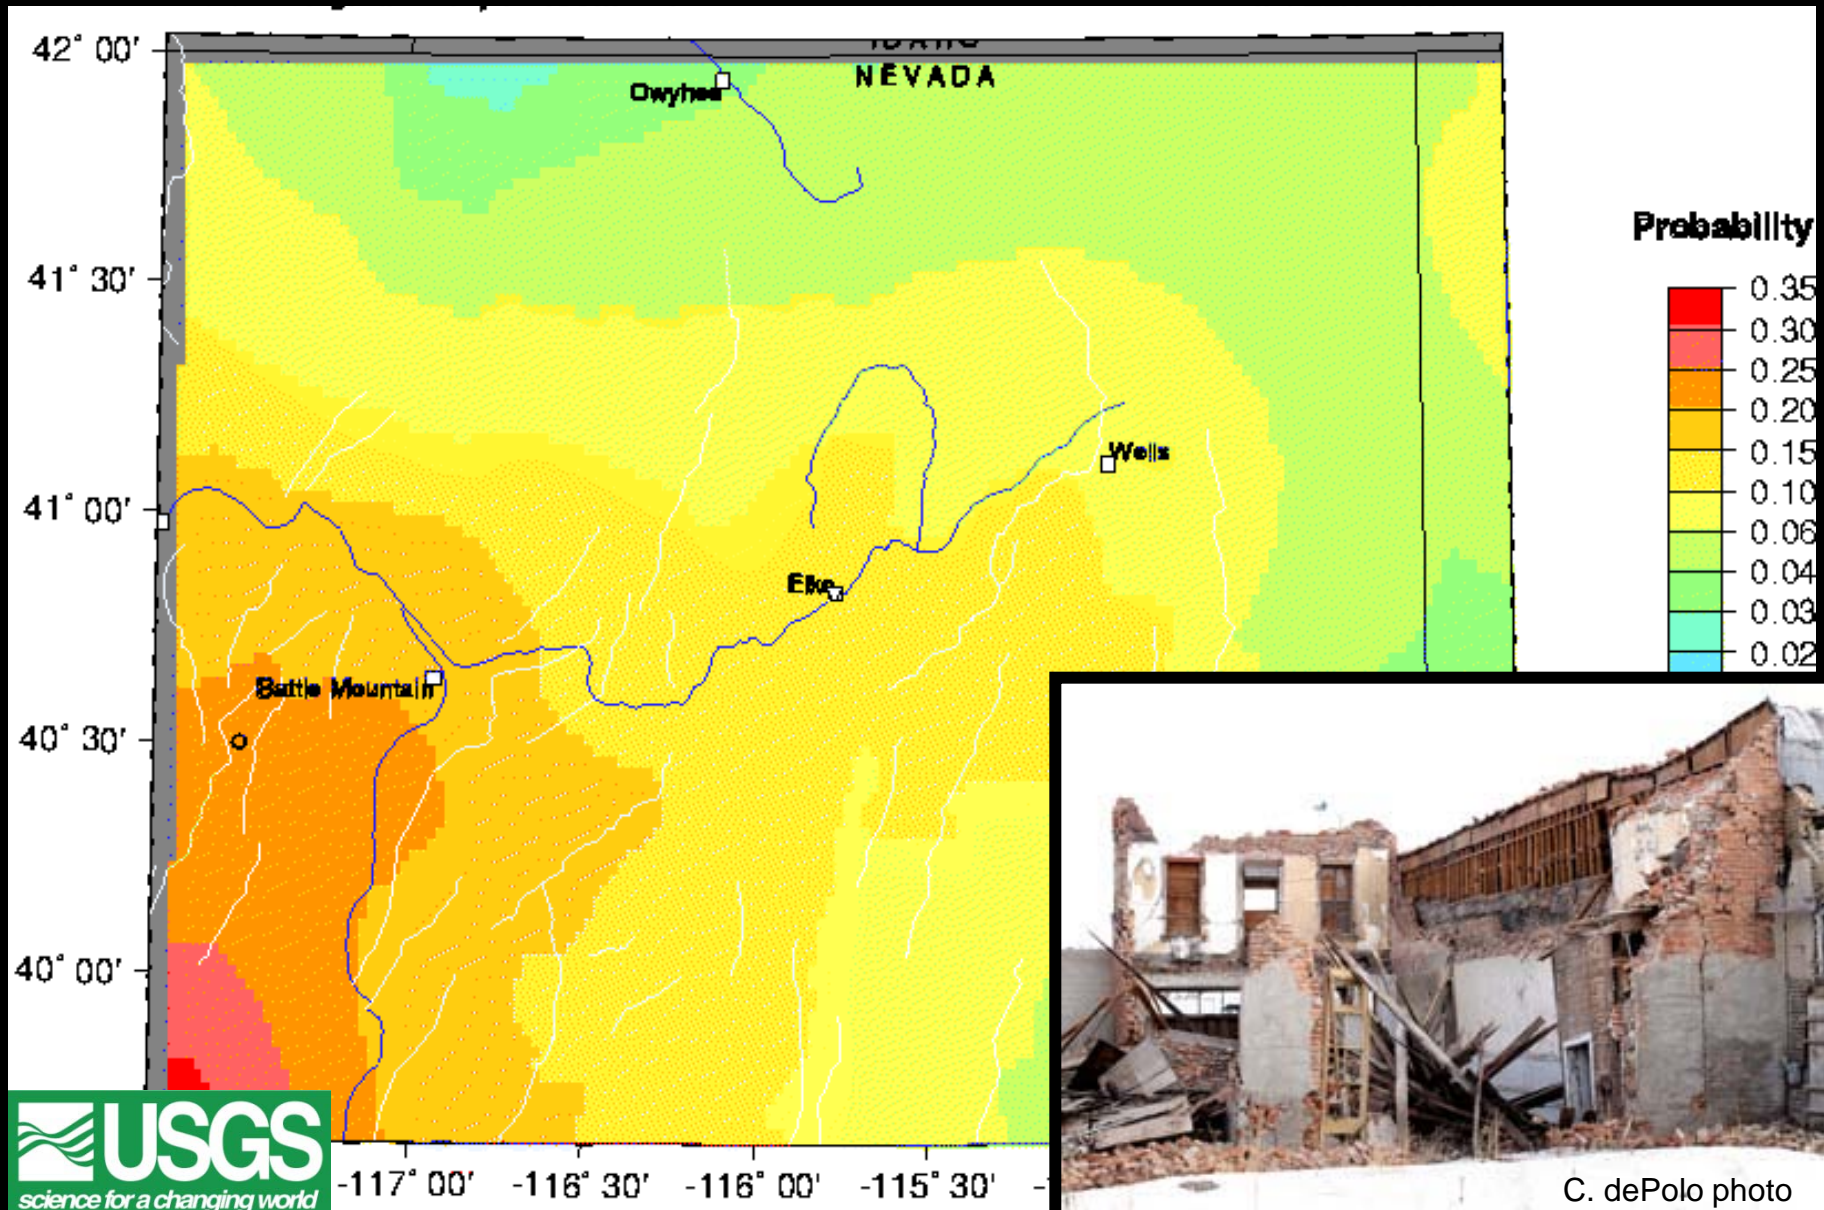 42° 00'
IDAHO
NEVADA
Owyhee
Probability
41° 30'
0.35
0.30
0.25
0.20
0.15
0.10
0.06
0.04
0.03
0.02
Wells
41° 00'
Elko
Battle Mountain
40° 30'
40° 00'
USGS
science for a changing world
-117° 00'
-116° 30'
-116° 00'
-115° 30'
C. dePolo photo